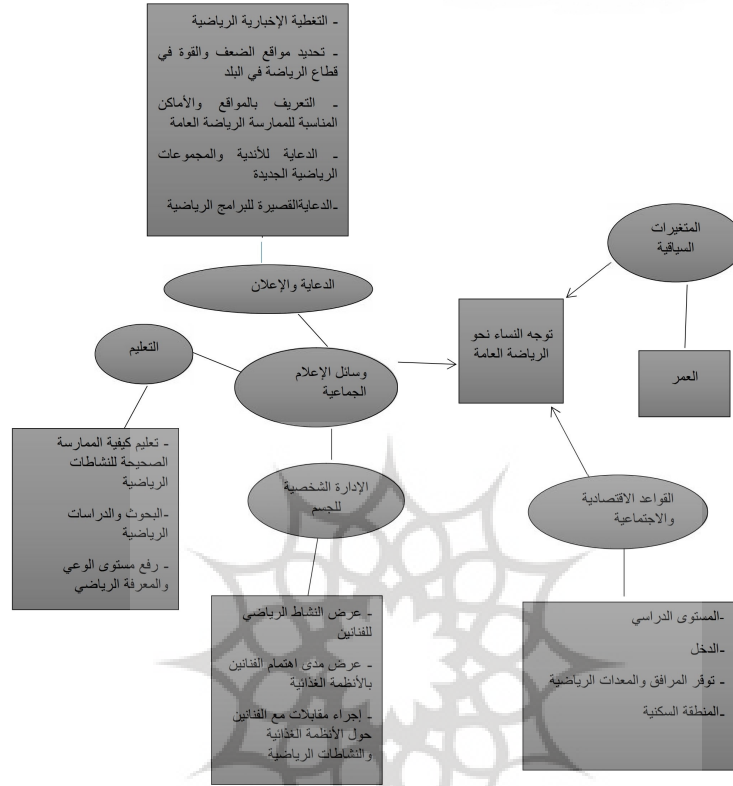 - التغطية الإخبارية الرياضية
- تحديد مواقع الضعف والقوة في
قطاع الرياضة في البلد
- التعريف بالمواقع والأماكن
المناسبة للممارسة الرياضة العامة
- الدعاية للأندية والمجموعات
الرياضية الجديدة
-الدعايةالقصيرة للبرامج الرياضية
المتغيرات
السياقية
الدعاية والإعلان
توجه النساء نحو
الرياضة العامة
التعليم
العمر
وسائل الإعلام
الجماعية
- تعليم كيفية الممارسة
الصحيحة للنشاطات
الرياضية
-البحوث والدراسات
الرياضية
- رفع مستوى الوعي
والمعرفة الرياضي
الإدارة الشخصية
للجسم
القواعد الاقتصادية
والاجتماعية
- عرض النشاط الرياضي
للفنانين
- عرض مدى اهتمام الفنانين
بالأنظمة الغذائية
- إجراء مقابلات مع الفنانين
حول الأنظمة الغذائية
والنشاطات الرياضية
-المستوى الدراسي
-الدخل
- توفّر المرافق والمعدات الرياضية
-المنطقة السكنية